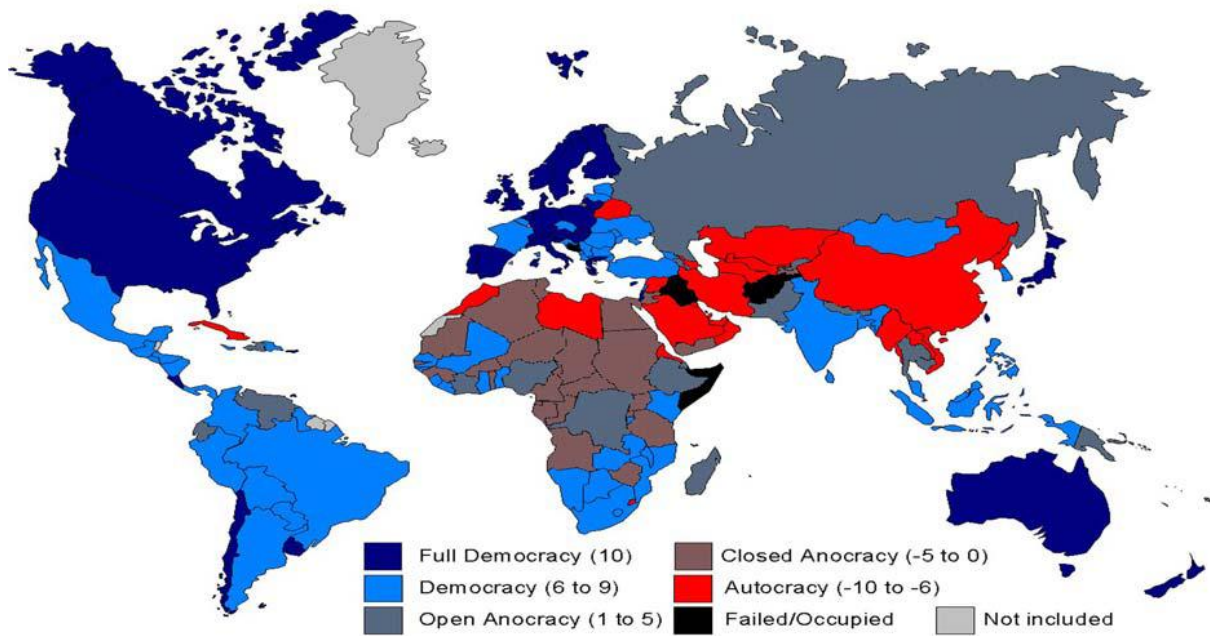 Full Democracy (10)
Democracy (6 to 9)
Open Anocracy (1 to 5)
Closed Anocracy (-5 to 0)
Autocracy (-10 to -6)
Failed/Occupied
Not included